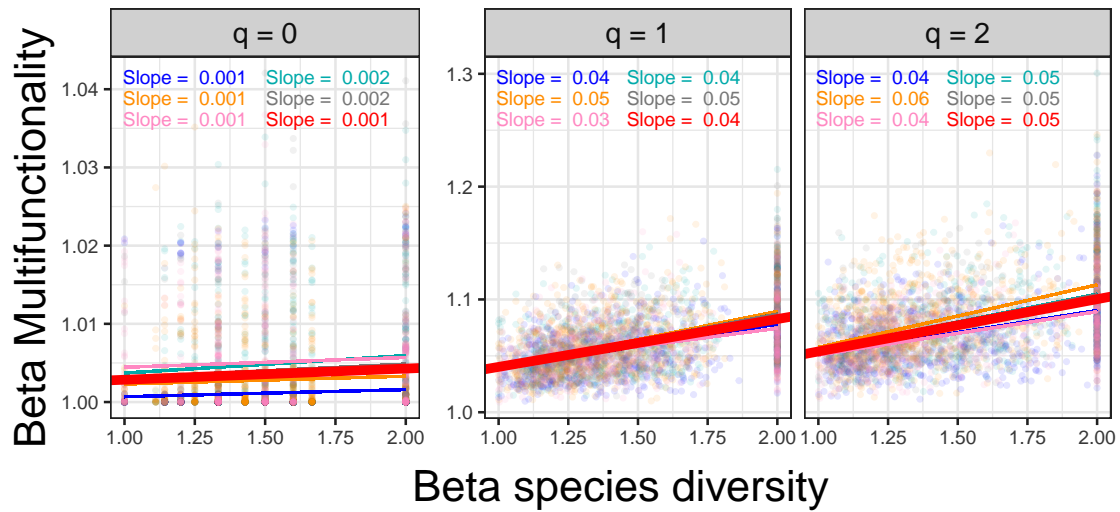 q = 0
q = 1
q = 2
Beta Multifunctionality
Slope = 0.001 Slope = 0.002
Slope = 0.001 Slope = 0.002
Slope = 0.001 Slope = 0.001
Slope = 0.04 Slope = 0.04
Slope = 0.05 Slope = 0.05
Slope = 0.03 Slope = 0.04
Slope = 0.04 Slope = 0.05
Slope = 0.06 Slope = 0.05
Slope = 0.04 Slope = 0.05
1.04
1.03
1.02
1.01
1.00
1.3
1.2
1.1
1.0
1.00 1.25 1.50 1.75 2.00
1.00 1.25 1.50 1.75 2.00
1.00 1.25 1.50 1.75 2.00
Beta species diversity